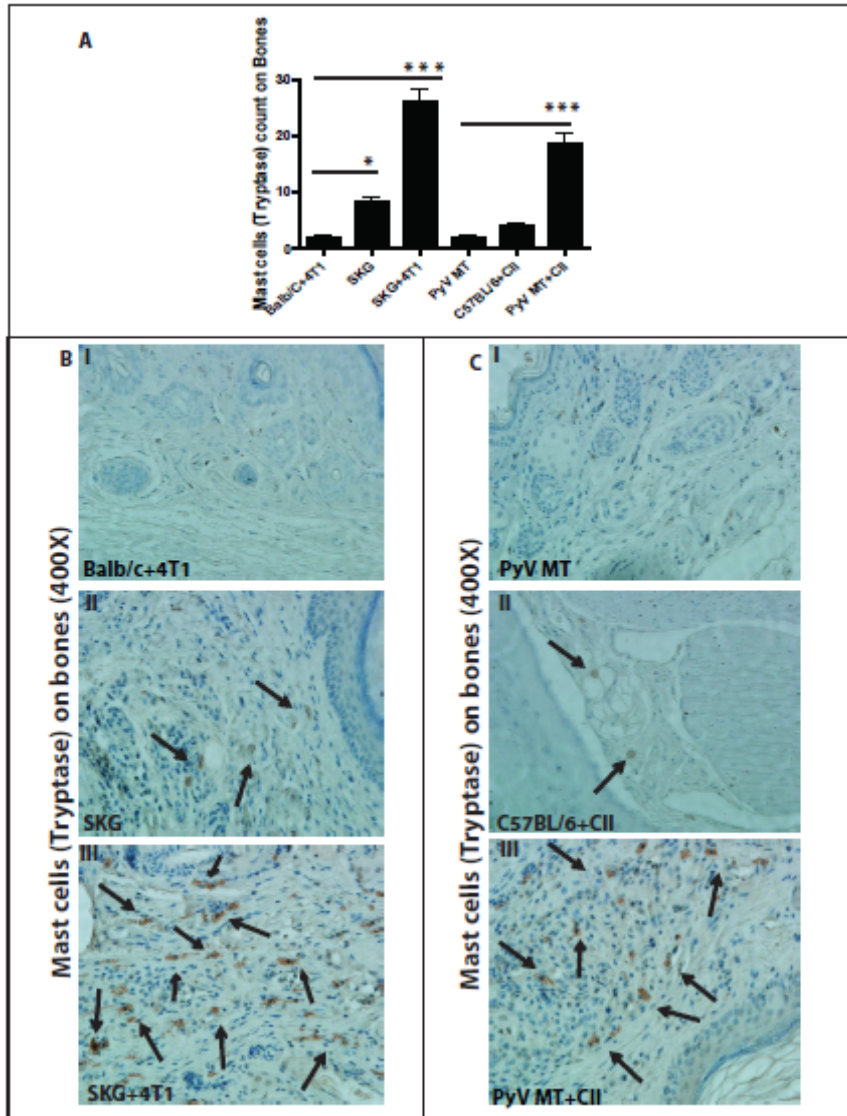 A
Mast cells (Tryptase) count on Bones
30
20
10
0
***
*
***
Balb/C+4T1
SKG
SKG+4T1
PyV MT
C57BL/6+CII
PyV MT+CII
B
Mast cells (Tryptase) on bones (400X)
I
Balb/c+4T1
II
SKG
III
SKG+4T1
C
Mast cells (Tryptase) on bones (400X)
I
PyV MT
II
C57BL/6+CII
III
PyV MT+CII